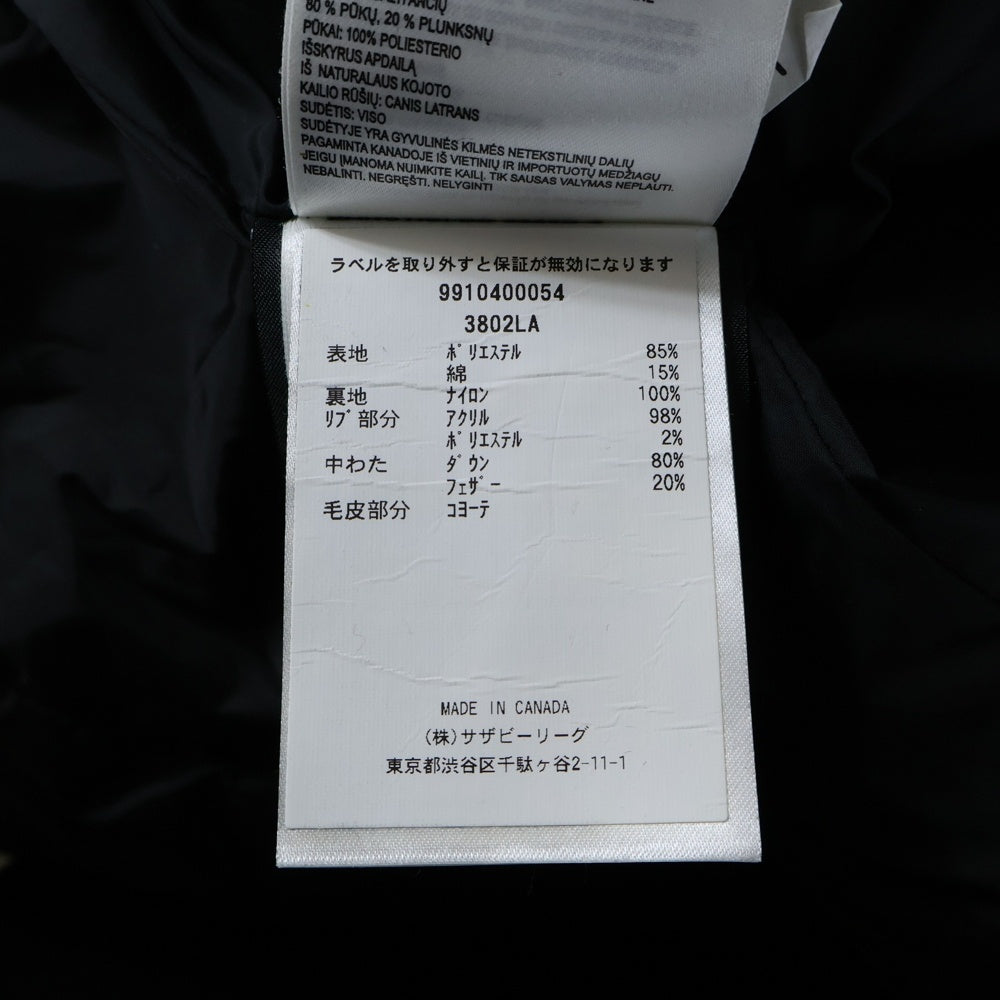 80 % PŪKŲ, 20 % PLUNKSNŲ
PŪKAI: 100% POLIESTERIO
IŠSKYRUS APDAILĄ
IŠ NATURALAUS KOJOTO
KAILIO RŪŠIŲ: CANIS LATRANS
SUDĖTIS: VISO
SUDĖTYJE YRA GYVULINĖS KILMĖS NETEKSTILINIŲ DALIŲ
PAGAMINTA KANADOJE IŠ VIETINIŲ IR IMPORTUOTŲ MEDŽIAGŲ
JEIGU ĮMANOMA NUIMKITE KAILĮ. TIK SAUSAS VALYMAS NEPLAUTI.
NEBALINTI. NEGRĘŠTI. NELYGINTI
ラベルを取り外すと保証が無効になります
9910400054
3802LA
表地 ﾎﾟﾘｴｽﾃﾙ 85%
綿 15%
裏地 ﾅｲﾛﾝ 100%
ﾘﾌﾞ部分 ｱｸﾘﾙ 98%
ﾎﾟﾘｴｽﾃﾙ 2%
中わた ﾀﾞｳﾝ 80%
ﾌｪｻﾞｰ 20%
毛皮部分 ｺﾖｰﾃ
MADE IN CANADA
(株)サザビーリーグ
東京都渋谷区千駄ヶ谷2-11-1